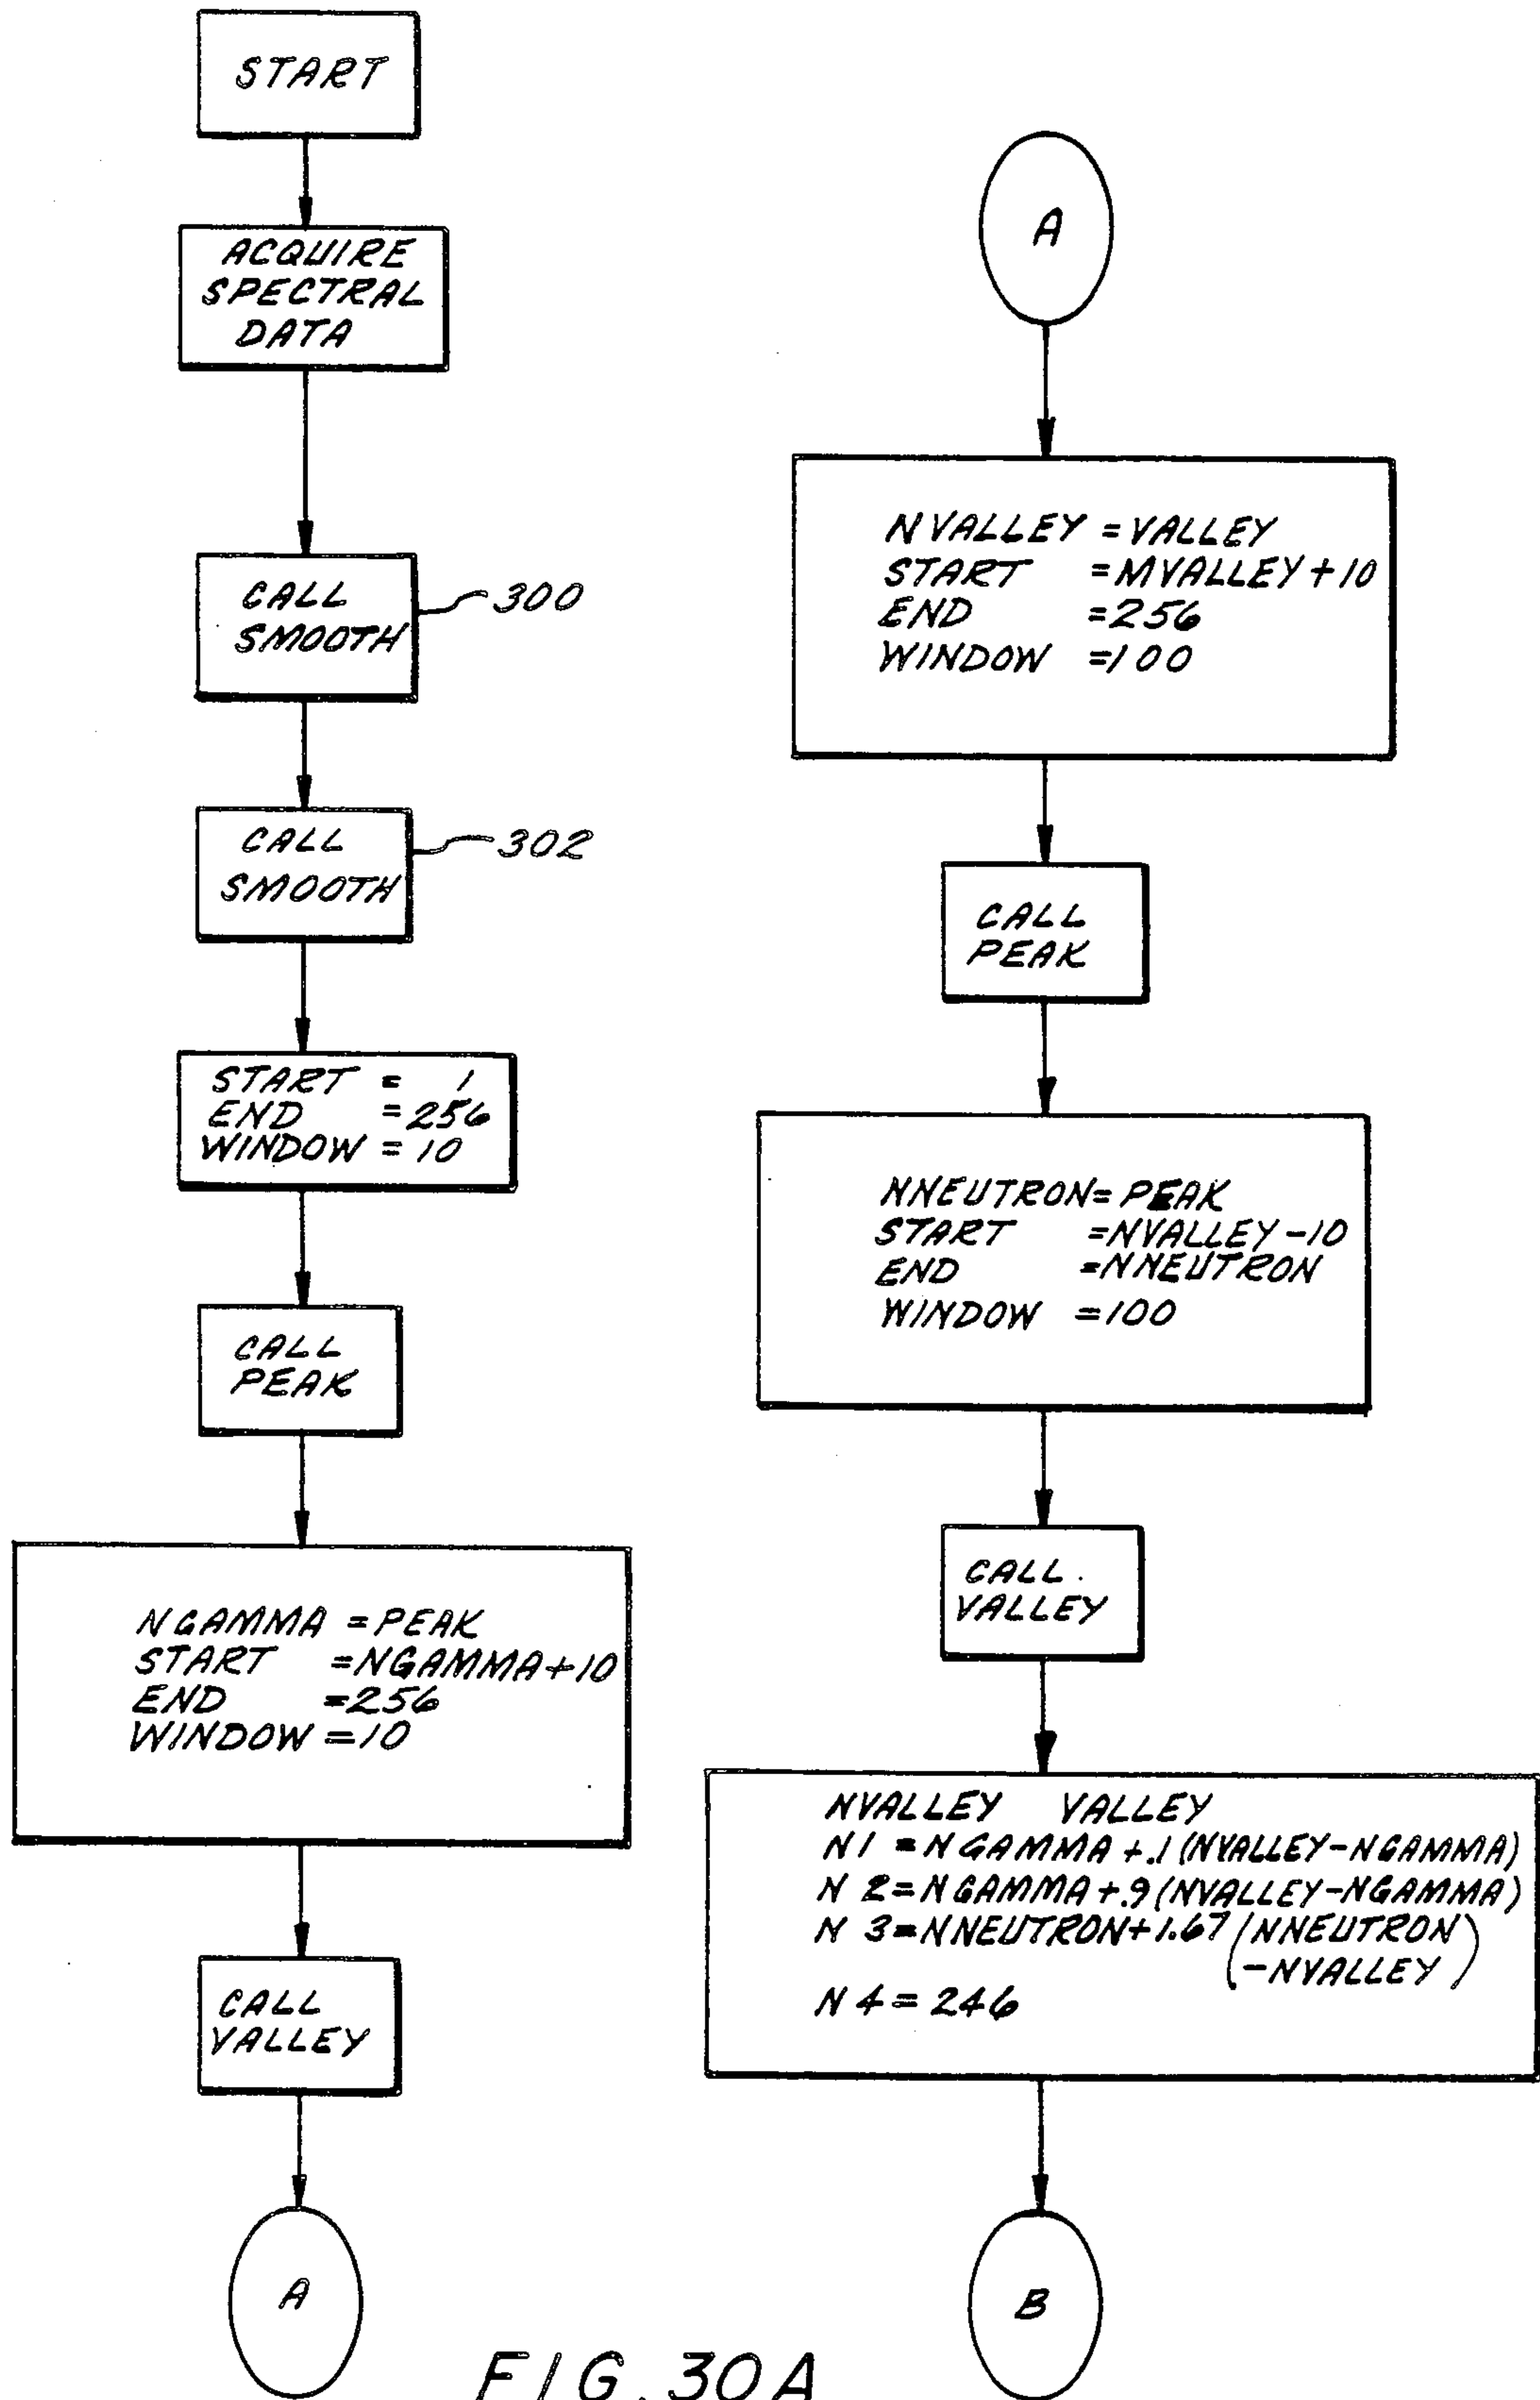 START
ACQUIRE
SPECTRAL
DATA
CALL
SMOOTH
300
CALL
SMOOTH
302
START = 1
END = 256
WINDOW = 10
CALL
PEAK
NGAMMA = PEAK
START = NGAMMA + 10
END = 256
WINDOW = 10
CALL
VALLEY
A
A
NVALLEY = VALLEY
START = MVALLEY + 10
END = 256
WINDOW = 100
CALL
PEAK
NNEUTRON = PEAK
START = NVALLEY - 10
END = NNEUTRON
WINDOW = 100
CALL
VALLEY
NVALLEY VALLEY
N1 = NGAMMA + .1 (NVALLEY - NGAMMA)
N2 = NGAMMA + .9 (NVALLEY - NGAMMA)
N3 = NNEUTRON + 1.67 (NNEUTRON
- NVALLEY)
N4 = 246
B
FIG. 30A